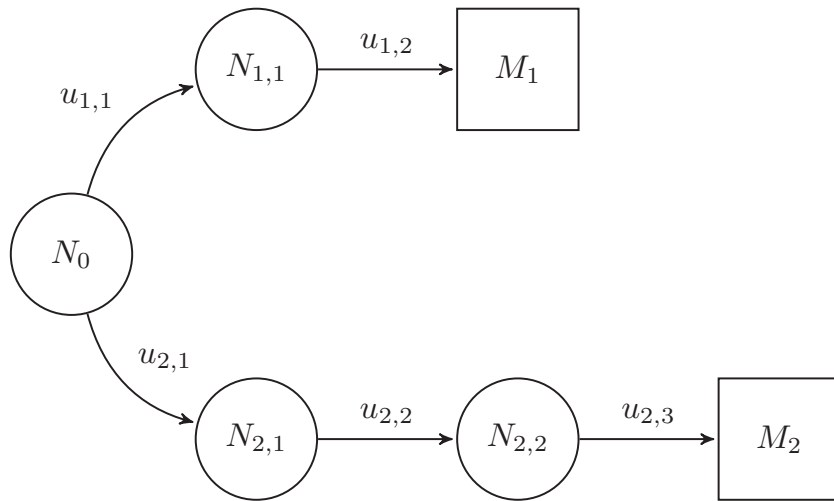 u_{1,2}
N_{1,1}
M_1
u_{1,1}
N_0
u_{2,1}
u_{2,2}
u_{2,3}
N_{2,1}
N_{2,2}
M_2